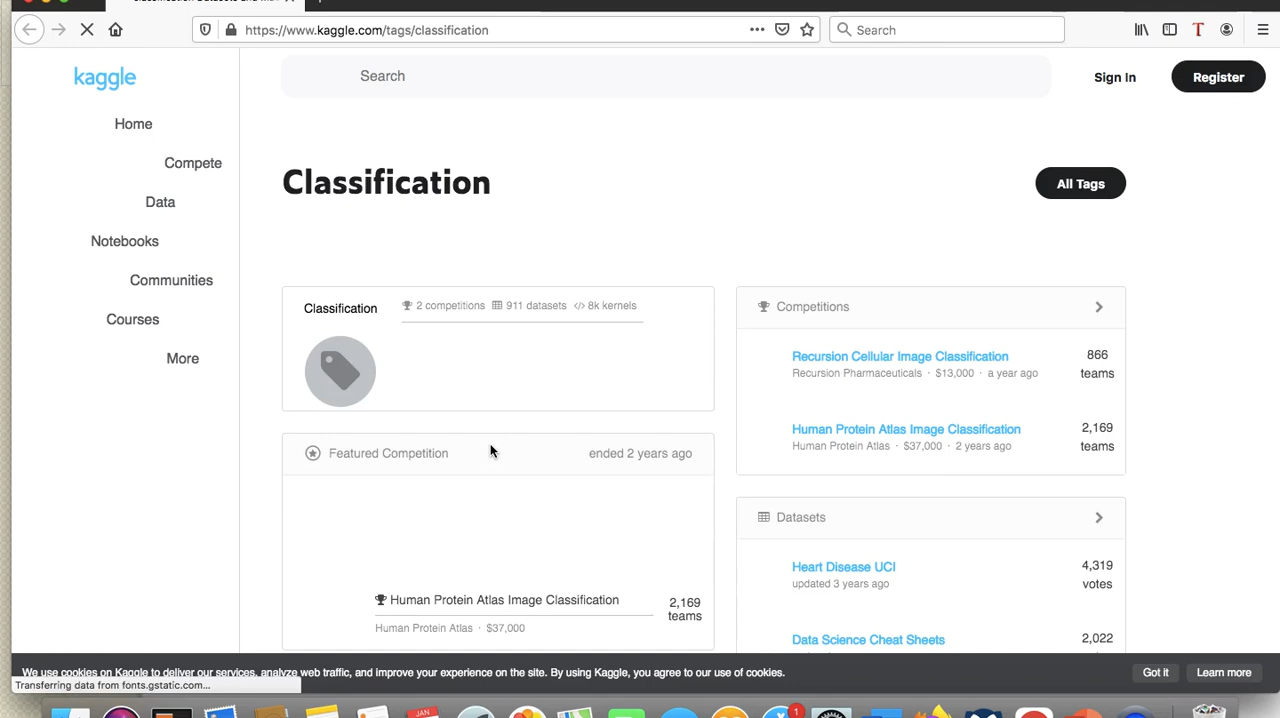 https://www.kaggle.com/tags/classification
Search
kaggle
Search
Sign In
Register
Home
Compete
Data
Notebooks
Communities
Courses
More
Classification
All Tags
Classification
2 competitions 911 datasets 8k kernels
Featured Competition
ended 2 years ago
Human Protein Atlas Image Classification
Human Protein Atlas · $37,000
2,169
teams
Competitions
Recursion Cellular Image Classification
Recursion Pharmaceuticals · $13,000 · a year ago
866
teams
Human Protein Atlas Image Classification
Human Protein Atlas · $37,000 · 2 years ago
2,169
teams
Datasets
Heart Disease UCI
updated 3 years ago
4,319
votes
Data Science Cheat Sheets
2,022
We use cookies on Kaggle to deliver our services, analyze web traffic, and improve your experience on the site. By using Kaggle, you agree to our use of cookies.
Got it
Learn more
Transferring data from fonts.gstatic.com...
JAN
1